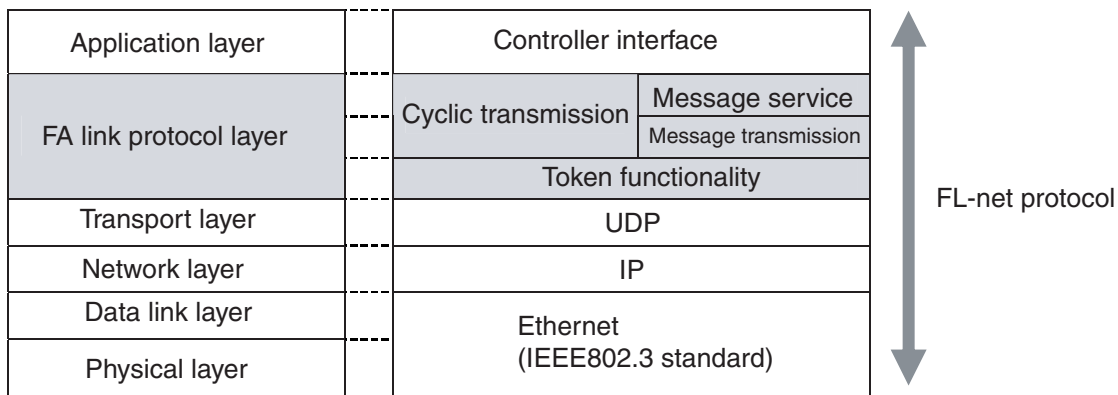 Application layer
Controller interface
FA link protocol layer
Cyclic transmission
Message service
Message transmission
Token functionality
Transport layer
UDP
Network layer
IP
Data link layer
Physical layer
Ethernet
(IEEE802.3 standard)
FL-net protocol